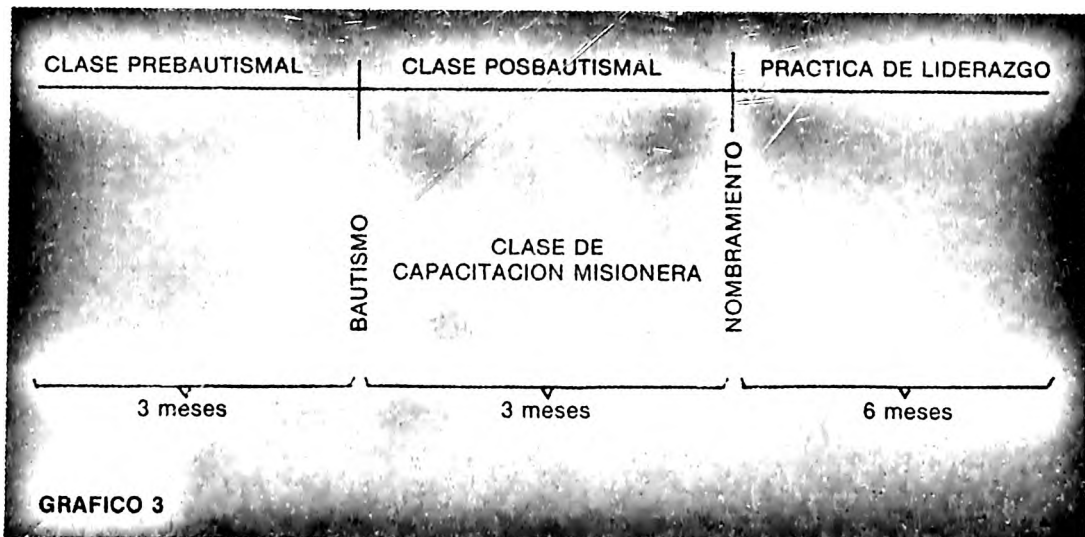 CLASE PREBAUTISMAL
CLASE POSBAUTISMAL
PRACTICA DE LIDERAZGO
BAUTISMO
CLASE DE
CAPACITACION MISIONERA
NOMBRAMIENTO
3 meses
3 meses
6 meses
GRAFICO 3